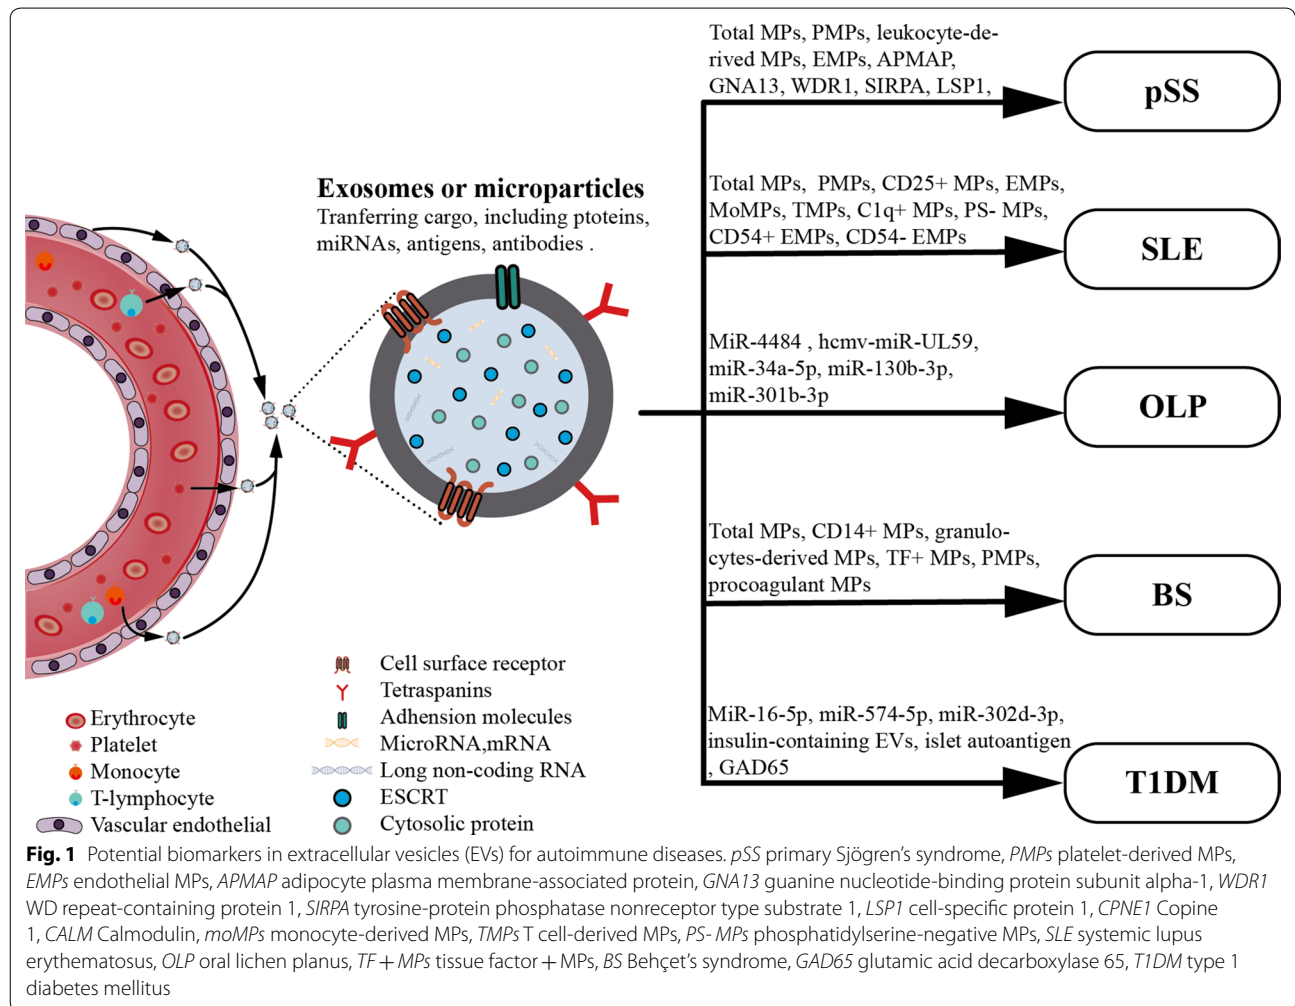 Total MPs, PMPs, leukocyte-de-
rived MPs, EMPs, APMAP,
GNA13, WDR1, SIRPA, LSP1,
pSS
Exosomes or microparticles
Tranferring cargo, including ptoteins,
miRNAs, antigens, antibodies .
Total MPs, PMPs, CD25+ MPs, EMPs,
MoMPs, TMPs, C1q+ MPs, PS- MPs,
CD54+ EMPs, CD54- EMPs
SLE
MiR-4484 , hcmv-miR-UL59,
miR-34a-5p, miR-130b-3p,
miR-301b-3p
OLP
Total MPs, CD14+ MPs, granulo-
cytes-derived MPs, TF+ MPs, PMPs,
procoagulant MPs
BS
MiR-16-5p, miR-574-5p, miR-302d-3p,
insulin-containing EVs, islet autoantigen
, GAD65
T1DM
Erythrocyte
Platelet
Monocyte
T-lymphocyte
Vascular endothelial
Cell surface receptor
Tetraspanins
Adhension molecules
MicroRNA,mRNA
Long non-coding RNA
ESCRT
Cytosolic protein
Fig. 1 Potential biomarkers in extracellular vesicles (EVs) for autoimmune diseases. pSS primary Sjögren's syndrome, PMPs platelet-derived MPs,
EMPs endothelial MPs, APMAP adipocyte plasma membrane-associated protein, GNA13 guanine nucleotide-binding protein subunit alpha-1, WDR1
WD repeat-containing protein 1, SIRPA tyrosine-protein phosphatase nonreceptor type substrate 1, LSP1 cell-specific protein 1, CPNE1 Copine
1, CALM Calmodulin, moMPs monocyte-derived MPs, TMPs T cell-derived MPs, PS- MPs phosphatidylserine-negative MPs, SLE systemic lupus
erythematosus, OLP oral lichen planus, TF + MPs tissue factor + MPs, BS Behçet's syndrome, GAD65 glutamic acid decarboxylase 65, T1DM type 1
diabetes mellitus